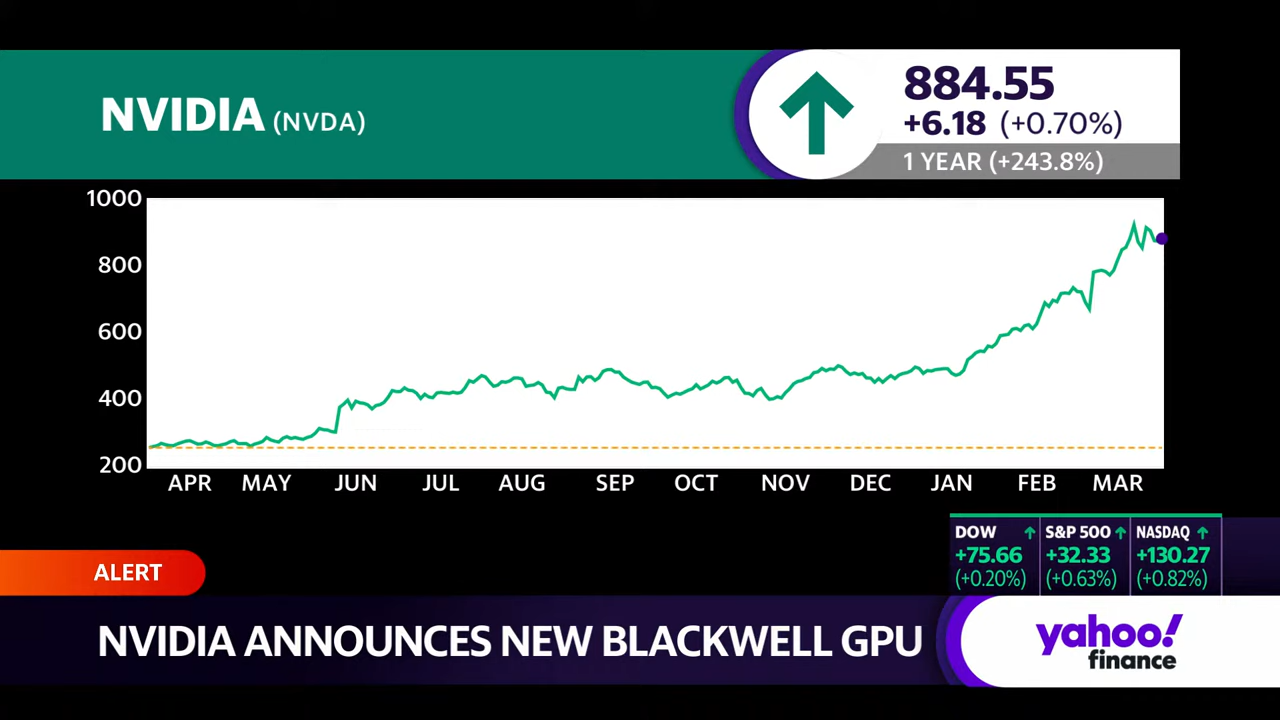 NVIDIA (NVDA)
884.55
+6.18 (+0.70%)
1 YEAR (+243.8%)
1000
800
600
400
200
APR MAY JUN JUL AUG SEP OCT NOV DEC JAN FEB MAR
DOW
+75.66
(+0.20%)
S&P 500
+32.33
(+0.63%)
NASDAQ
+130.27
(+0.82%)
ALERT
NVIDIA ANNOUNCES NEW BLACKWELL GPU
yahoo!
finance